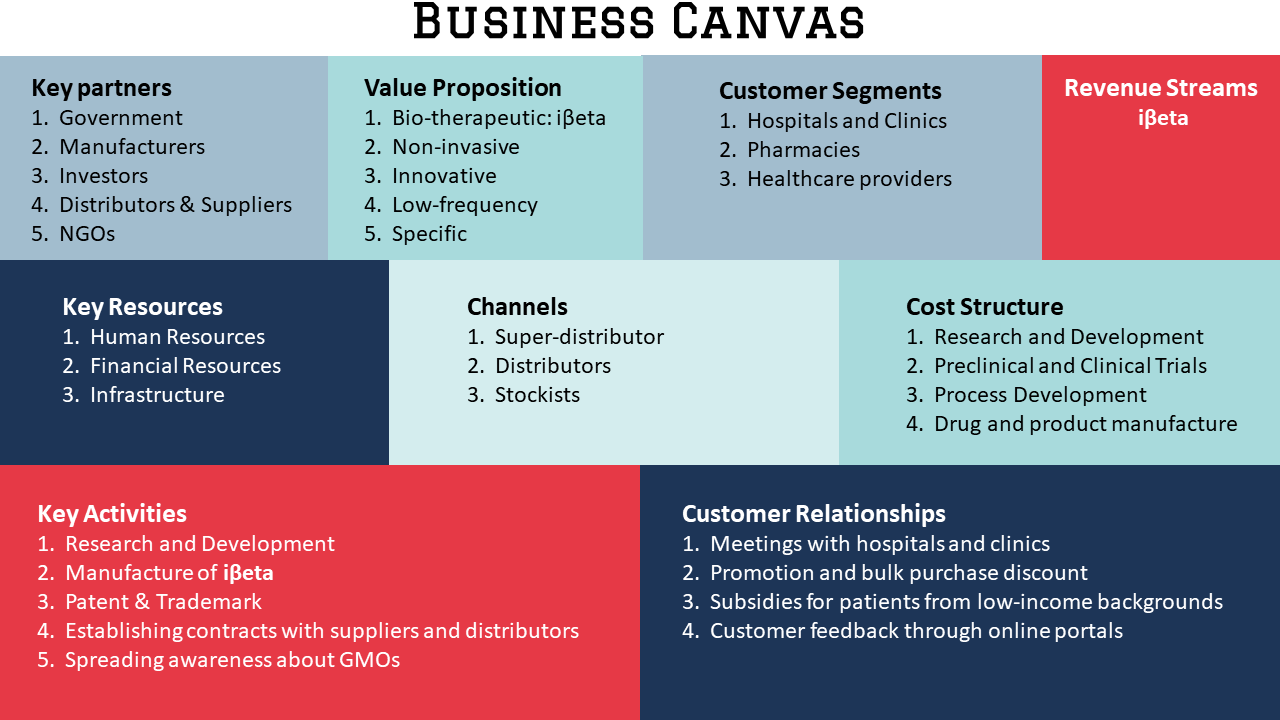 Business Canvas
Key partners
1. Government
2. Manufacturers
3. Investors
4. Distributors & Suppliers
5. NGOs
Value Proposition
1. Bio-therapeutic: iβeta
2. Non-invasive
3. Innovative
4. Low-frequency
5. Specific
Customer Segments
1. Hospitals and Clinics
2. Pharmacies
3. Healthcare providers
Revenue Streams
iβeta
Key Resources
1. Human Resources
2. Financial Resources
3. Infrastructure
Channels
1. Super-distributor
2. Distributors
3. Stockists
Cost Structure
1. Research and Development
2. Preclinical and Clinical Trials
3. Process Development
4. Drug and product manufacture
Key Activities
1. Research and Development
2. Manufacture of iβeta
3. Patent & Trademark
4. Establishing contracts with suppliers and distributors
5. Spreading awareness about GMOs
Customer Relationships
1. Meetings with hospitals and clinics
2. Promotion and bulk purchase discount
3. Subsidies for patients from low-income backgrounds
4. Customer feedback through online portals